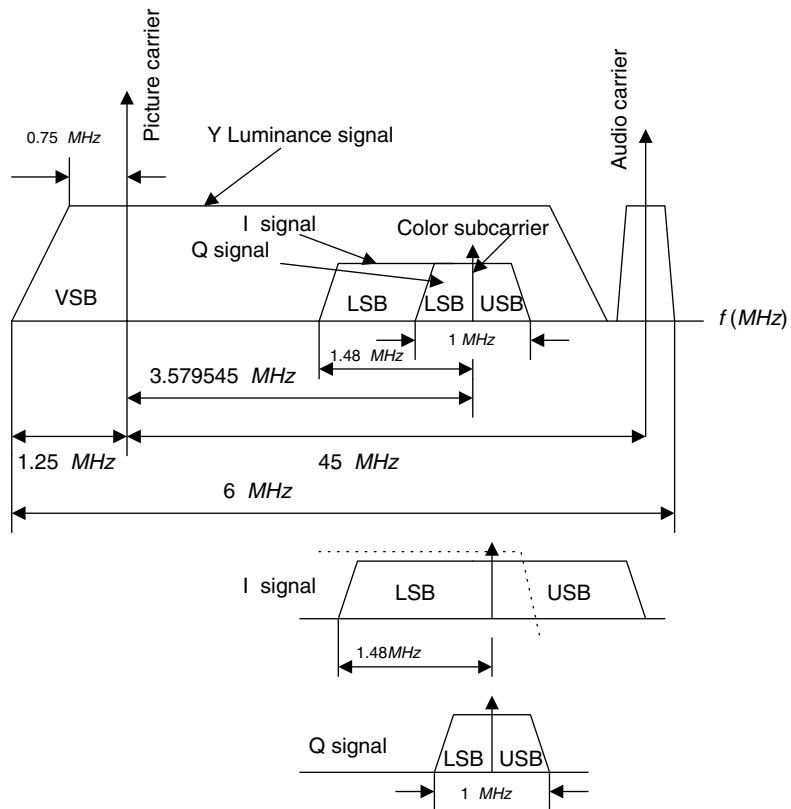 Picture carrier
Audio carrier
0.75 MHz
Y Luminance signal
I signal
Color subcarrier
Q signal
VSB
LSB
LSB
USB
f (MHz)
1 MHz
1.48 MHz
3.579545 MHz
1.25 MHz
45 MHz
6 MHz
I signal
LSB
USB
1.48MHz
Q signal
LSB
USB
1 MHz